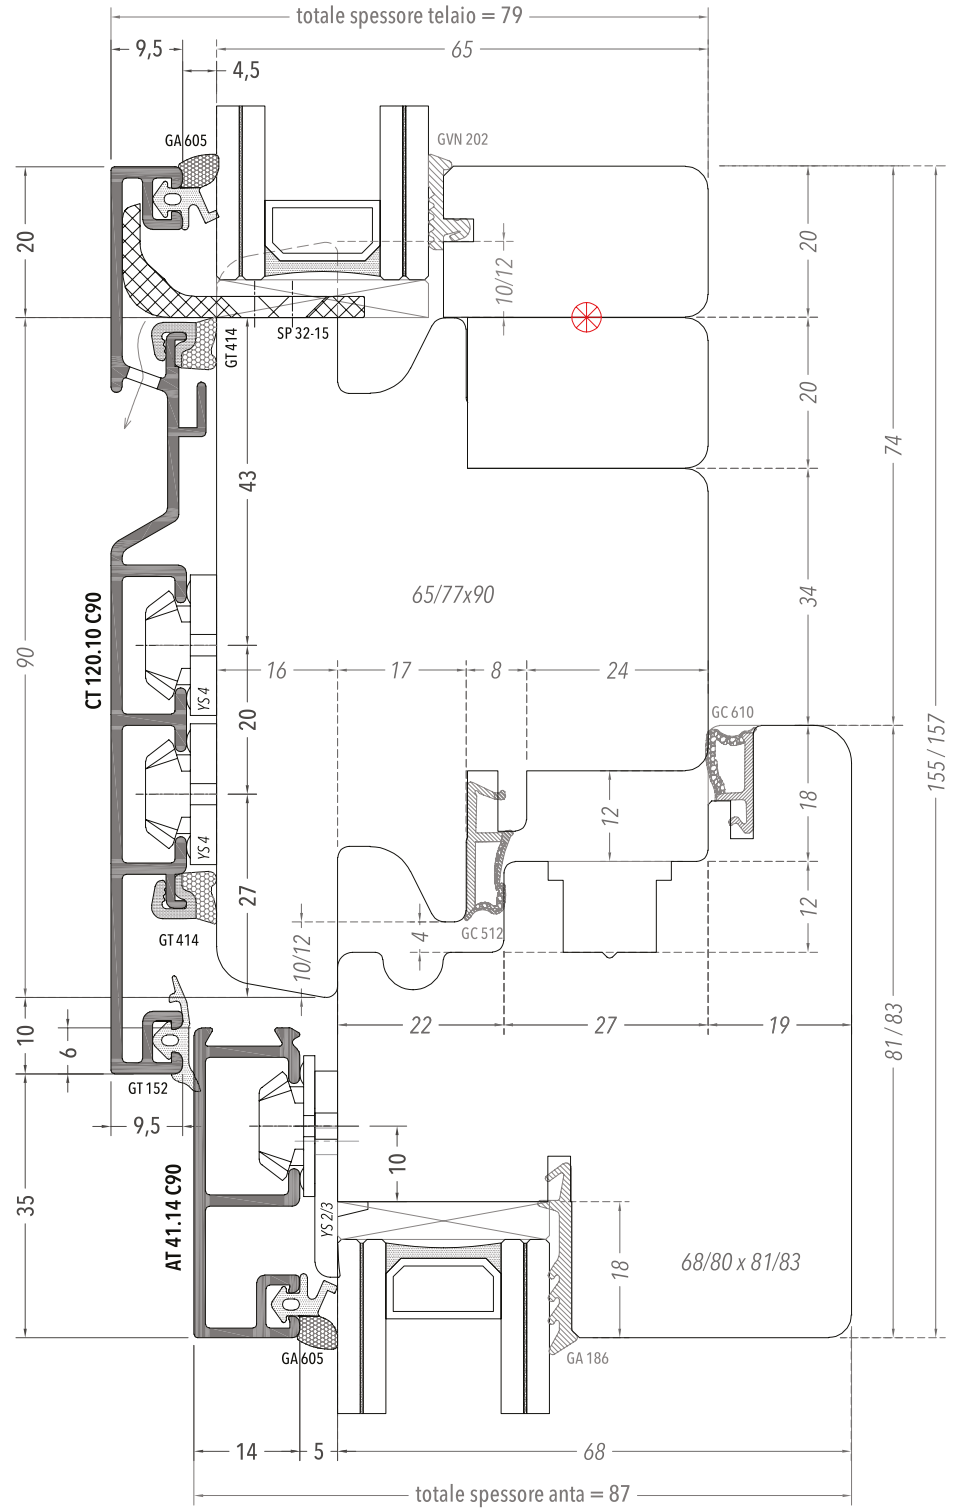 totale spessore telaio = 79
9,5
65
4,5
GA 605
GVN 202
20
10/12
20
GT 414
SP 32-15
20
43
74
65/77x90
34
CT 120.10 C90
90
16
17
8
24
YS 4
20
GC 610
155 / 157
12
18
YS 4
27
12
GT 414
10/12
4
GC 512
10
6
22
27
19
81 / 83
GT 152
9,5
10
35
AT 41.14 C90
YS 2/3
18
68/80 x 81/83
GA 605
GA 186
14
5
68
totale spessore anta = 87